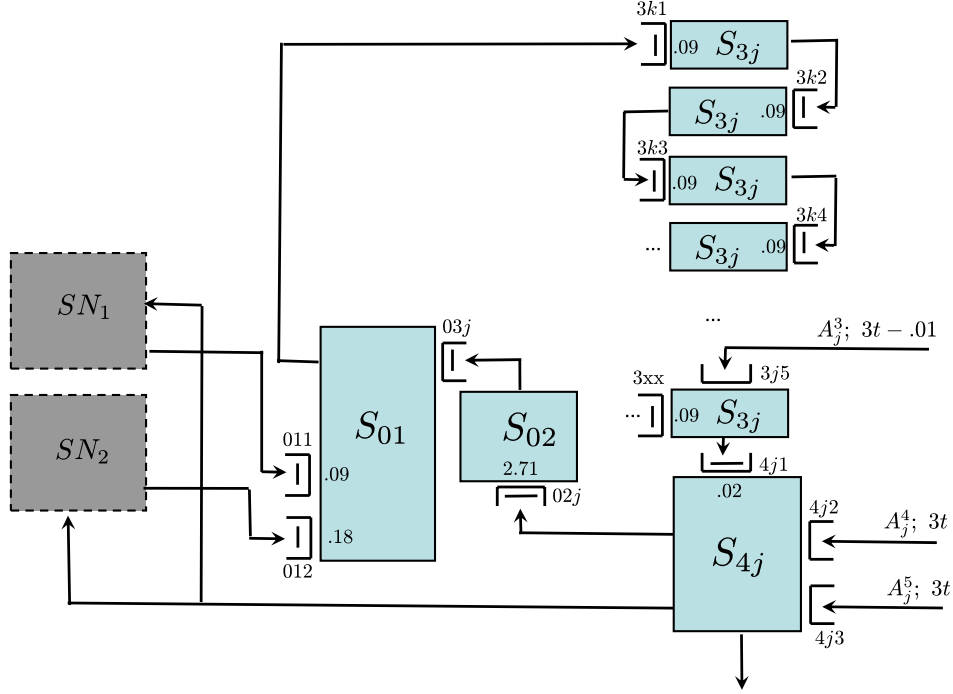 3k1
.09 S₃ⱼ
3k2
S₃ⱼ .09
3k3
.09 S₃ⱼ
3k4
... S₃ⱼ .09
SN₁
...
A³ⱼ; 3t − .01
03j
3j5
3xx
... .09 S₃ⱼ
S₀₁
S₀₂
SN₂
011
2.71
4j1
.09
02j
.02
4j2
A⁴ⱼ; 3t
.18
S₄ⱼ
012
A⁵ⱼ; 3t
4j3